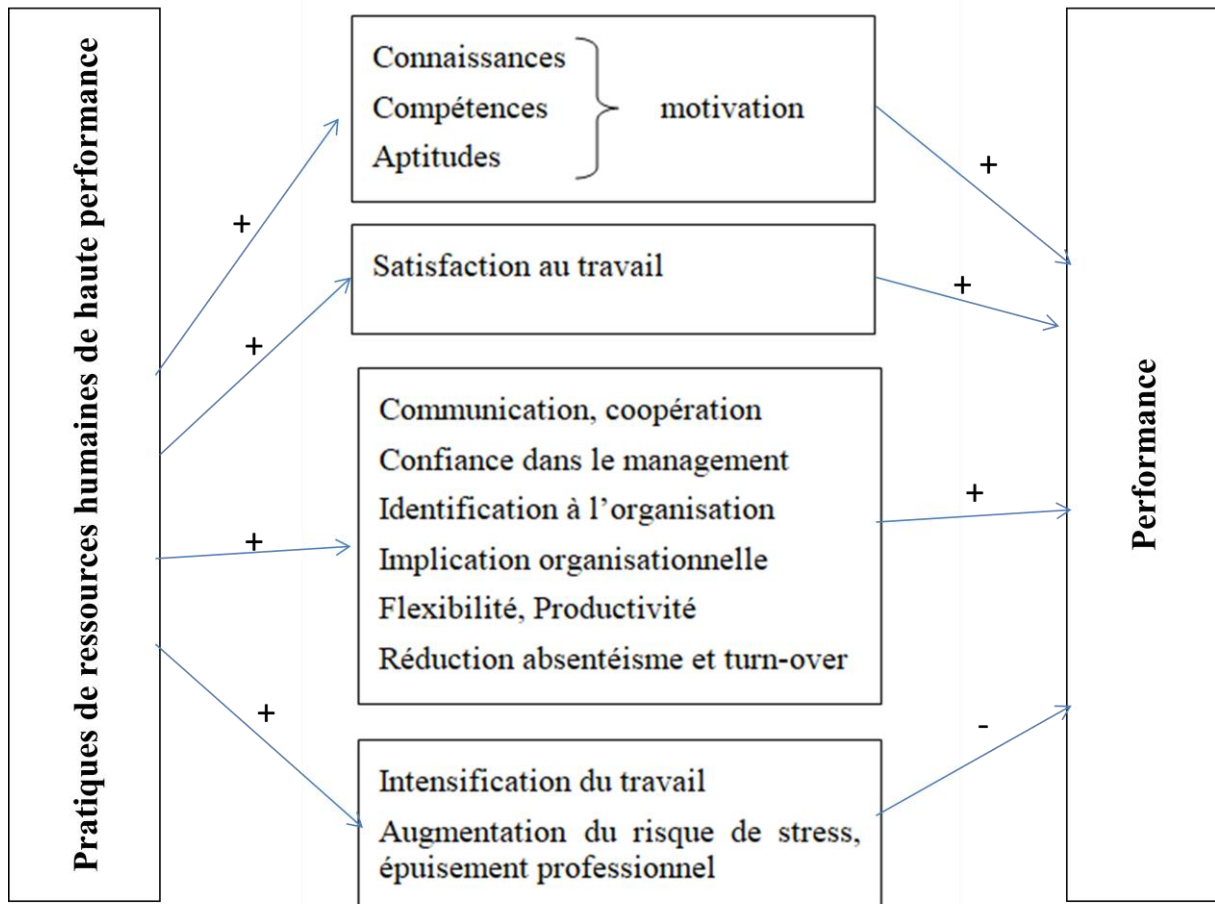 Pratiques de ressources humaines de haute performance
Connaissances
Compétences
Aptitudes
motivation
+
+
Satisfaction au travail
+
+
Communication, coopération
Confiance dans le management
Identification à l’organisation
Implication organisationnelle
Flexibilité, Productivité
Réduction absentéisme et turn-over
+
+
Intensification du travail
Augmentation du risque de stress,
épuisement professionnel
+
-
Performance